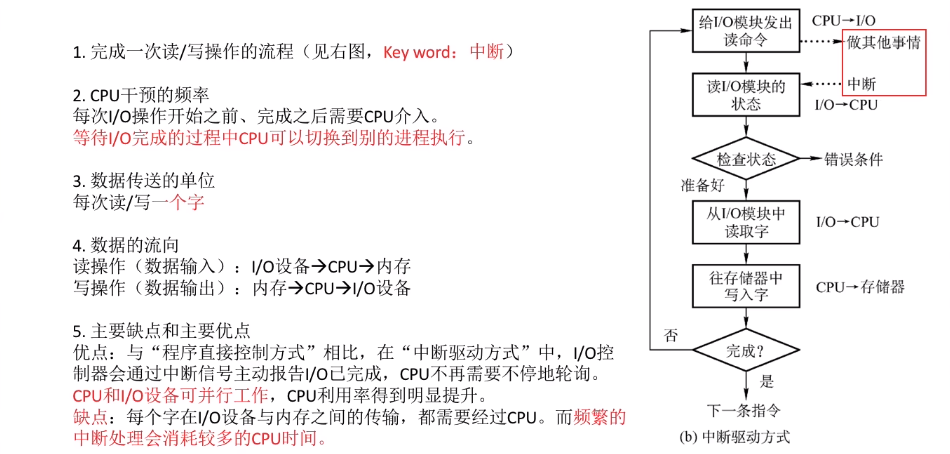 1. 完成一次读/写操作的流程（见右图，Key word：中断）
2. CPU干预的频率
每次I/O操作开始之前、完成之后需要CPU介入。
等待I/O完成的过程中CPU可以切换到别的进程执行。
3. 数据传送的单位
每次读/写一个字
4. 数据的流向
读操作（数据输入）：I/O设备→CPU→内存
写操作（数据输出）：内存→CPU→I/O设备
5. 主要缺点和主要优点
优点：与“程序直接控制方式”相比，在“中断驱动方式”中，I/O控
制器会通过中断信号主动报告I/O已完成，CPU不再需要不停地轮询。
CPU和I/O设备可并行工作，CPU利用率得到明显提升。
缺点：每个字在I/O设备与内存之间的传输，都需要经过CPU。而频繁的
中断处理会消耗较多的CPU时间。
给I/O模块发出
读命令
CPU→I/O
做其他事情
读I/O模块的
状态
中断
I/O→CPU
检查状态
错误条件
准备好
从I/O模块中
读取字
I/O→CPU
往存储器中
写入字
CPU→存储器
否
完成？
是
下一条指令
(b) 中断驱动方式